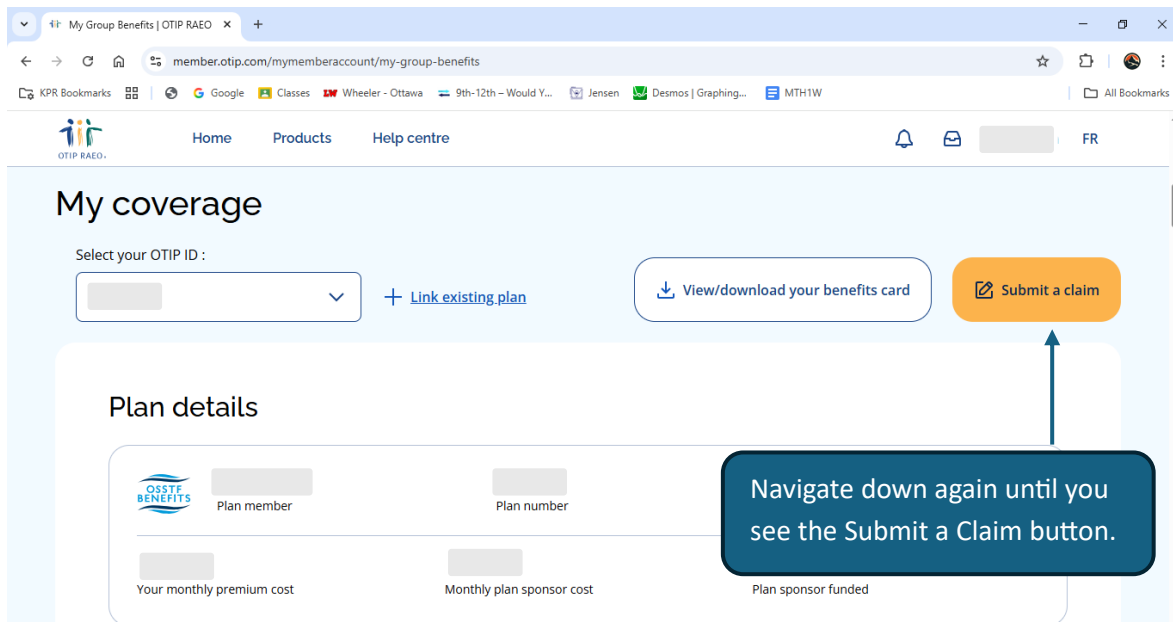 My Group Benefits | OTIP RAEO
member.otip.com/mymemberaccount/my-group-benefits
KPR Bookmarks Google Classes Wheeler - Ottawa 9th-12th – Would Y... Jensen Desmos | Graphing... MTH1W All Bookmarks
OTIP RAEO Home Products Help centre FR
My coverage
Select your OTIP ID :
+ Link existing plan View/download your benefits card Submit a claim
Plan details
OSSTF
BENEFITS
Plan member Plan number
Navigate down again until you
see the Submit a Claim button.
Your monthly premium cost Monthly plan sponsor cost Plan sponsor funded